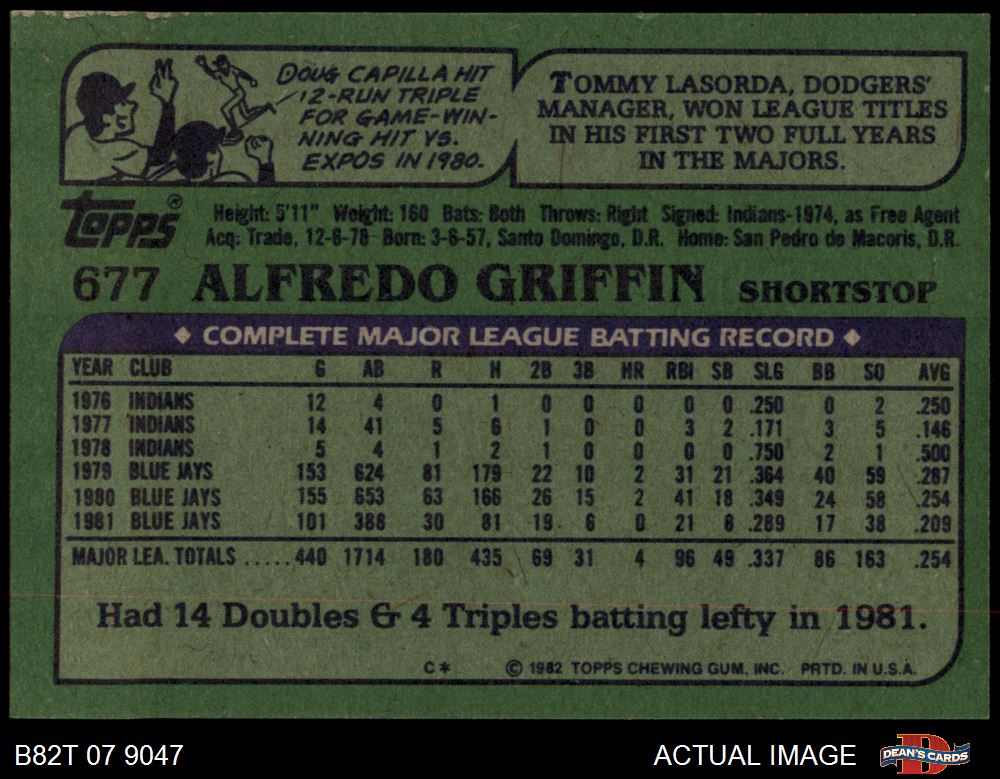 DOUG CAPILLA HIT
12-RUN TRIPLE
FOR GAME-WIN-
NING HIT VS.
EXPOS IN 1980.
TOMMY LASORDA, DODGERS'
MANAGER, WON LEAGUE TITLES
IN HIS FIRST TWO FULL YEARS
IN THE MAJORS.
Topps®
Height: 5'11" Weight: 160 Bats: Both Throws: Right Signed: Indians-1974, as Free Agent
Acq: Trade, 12-6-78 Born: 3-6-57, Santo Domingo, D.R. Home: San Pedro de Macoris, D.R.
677 ALFREDO GRIFFIN SHORTSTOP
◆ COMPLETE MAJOR LEAGUE BATTING RECORD ◆
YEAR CLUB G AB R H 2B 3B HR RBI SB SLG BB SO AVG
1976 INDIANS 12 4 0 1 0 0 0 0 0 .250 0 2 .250
1977 INDIANS 14 41 5 6 1 0 0 3 2 .171 3 5 .146
1978 INDIANS 5 4 1 2 1 0 0 0 0 .750 2 1 .500
1979 BLUE JAYS 153 624 81 179 22 10 2 31 21 .364 40 59 .287
1980 BLUE JAYS 155 653 63 166 26 15 2 41 18 .349 24 58 .254
1981 BLUE JAYS 101 388 30 81 19 6 0 21 8 .289 17 38 .209
MAJOR LEA. TOTALS .....440 1714 180 435 69 31 4 96 49 .337 86 163 .254
Had 14 Doubles & 4 Triples batting lefty in 1981.
C* © 1982 TOPPS CHEWING GUM, INC. PRTD. IN U.S.A.
B82T 07 9047 ACTUAL IMAGE DEAN'S CARDS